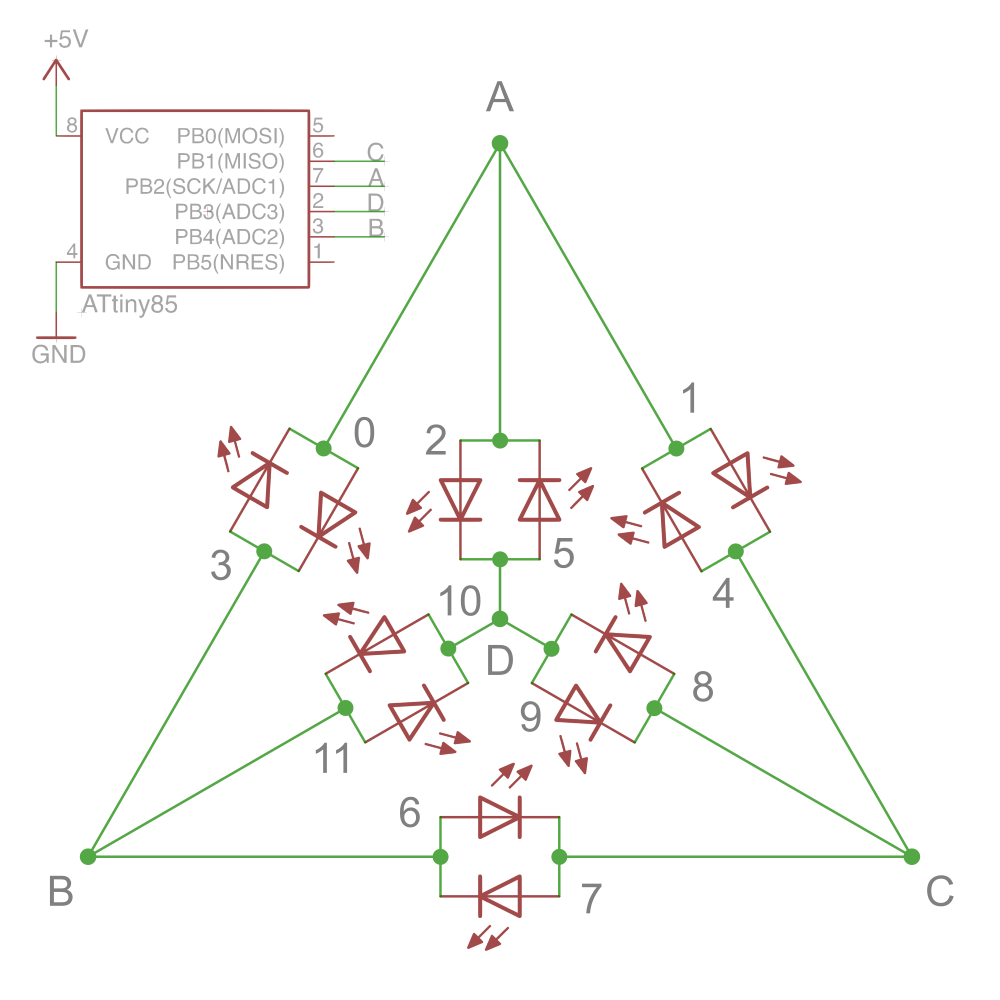 +5V
A
8 VCC PB0(MOSI) 5
PB1(MISO) 6 C
PB2(SCK/ADC1) 7 A
PB3(ADC3) 2 D
PB4(ADC2) 3 B
4 GND PB5(NRES) 1
ATtiny85
GND
1
0
2
5
3
4
10
D
8
9
11
6
B
7
C